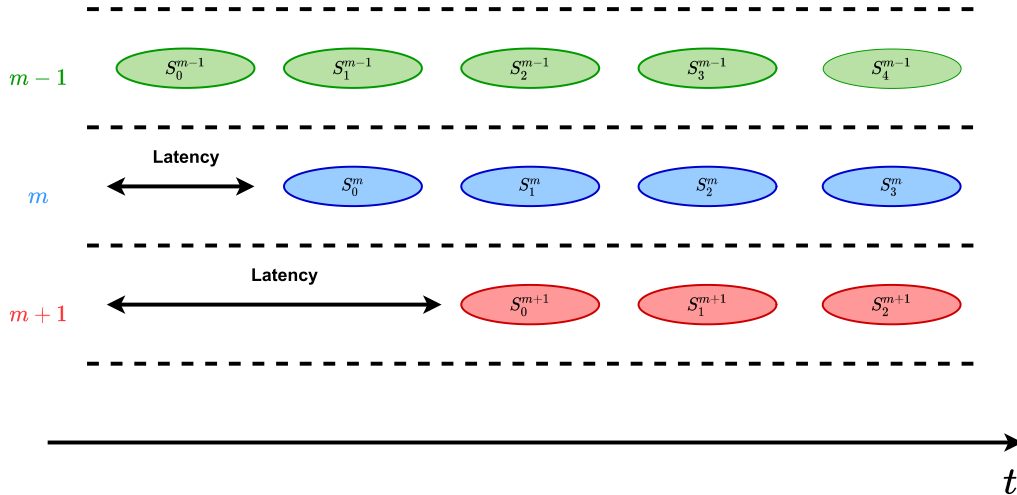 $m-1$ $S_0^{m-1}$ $S_1^{m-1}$ $S_2^{m-1}$ $S_3^{m-1}$ $S_4^{m-1}$
Latency
$m$ $S_0^{m}$ $S_1^{m}$ $S_2^{m}$ $S_3^{m}$
Latency
$m+1$ $S_0^{m+1}$ $S_1^{m+1}$ $S_2^{m+1}$
$t$